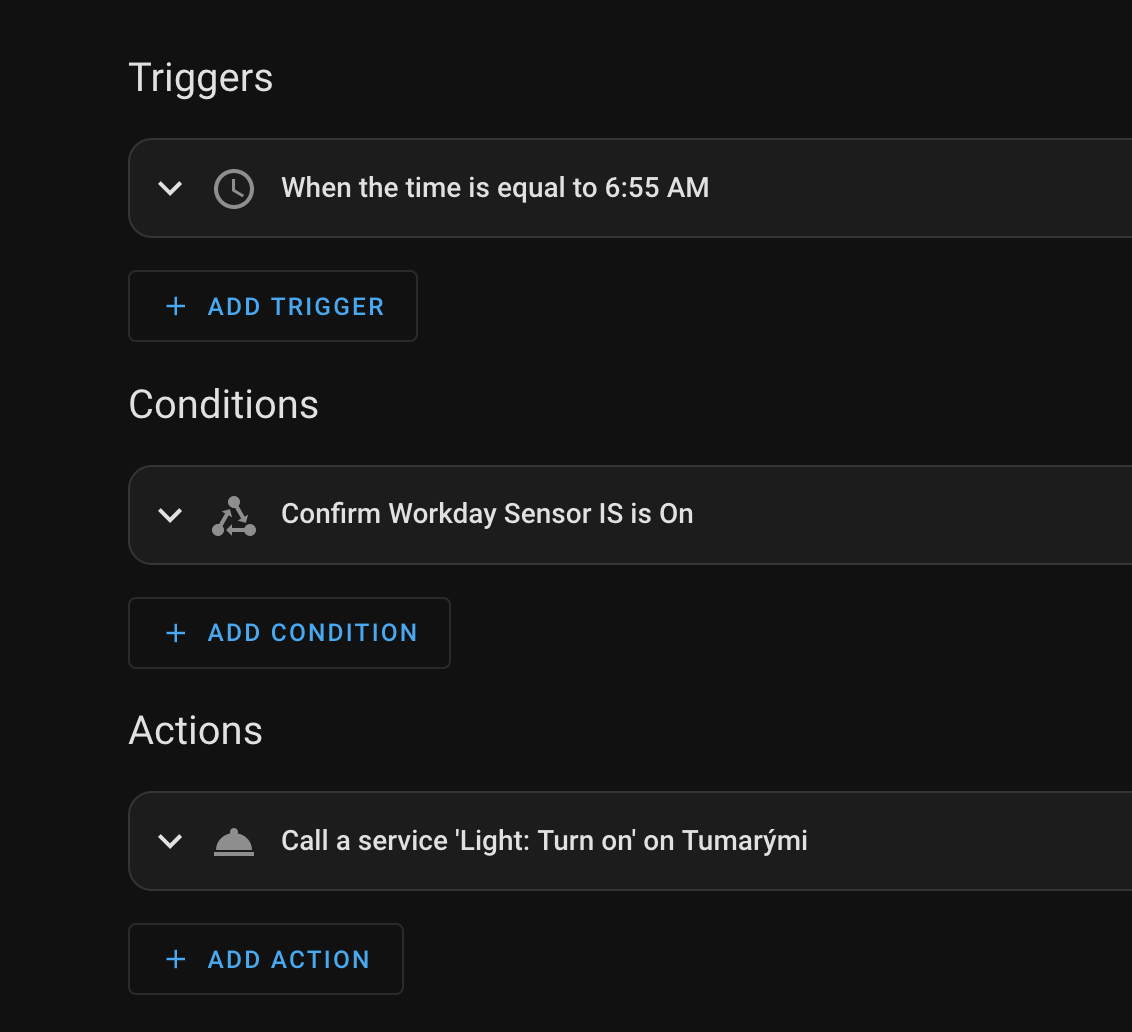 Triggers
When the time is equal to 6:55 AM
+ ADD TRIGGER
Conditions
Confirm Workday Sensor IS is On
+ ADD CONDITION
Actions
Call a service 'Light: Turn on' on Tumarými
+ ADD ACTION